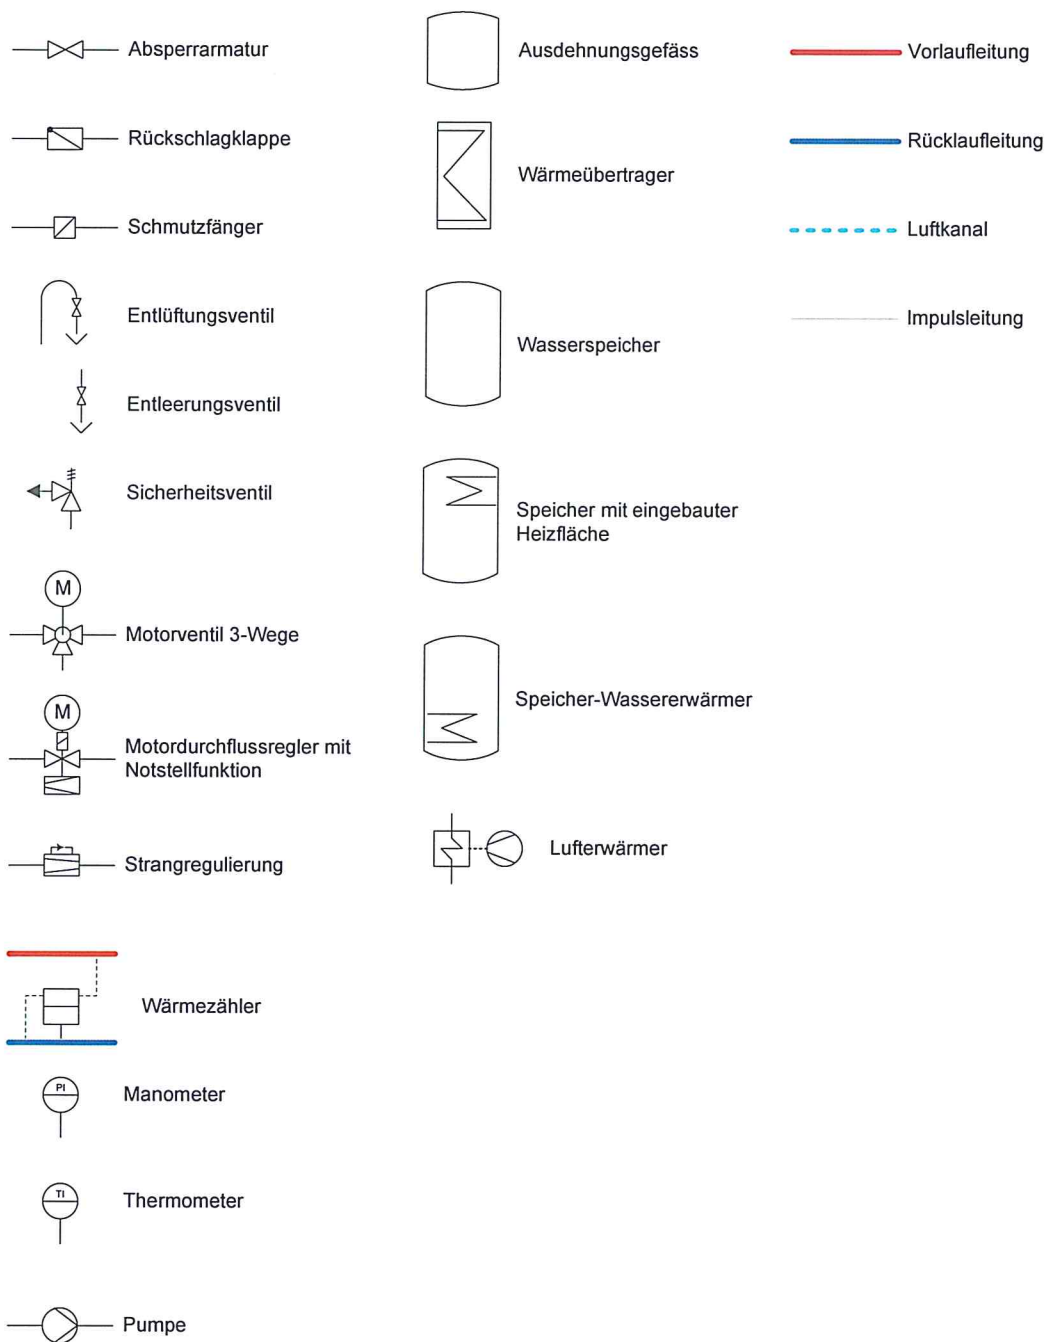 Absperrarmatur
Rückschlagklappe
Schmutzfänger
Entlüftungsventil
Entleerungsventil
Sicherheitsventil
M
Motorventil 3-Wege
M
Motordurchflussregler mit
Notstellfunktion
Strangregulierung
Wärmezähler
PI
Manometer
TI
Thermometer
Pumpe
Ausdehnungsgefäss
Wärmeübertrager
Wasserspeicher
Speicher mit eingebauter
Heizfläche
Speicher-Wassererwärmer
Lufterwärmer
Vorlaufleitung
Rücklaufleitung
Luftkanal
Impulsleitung